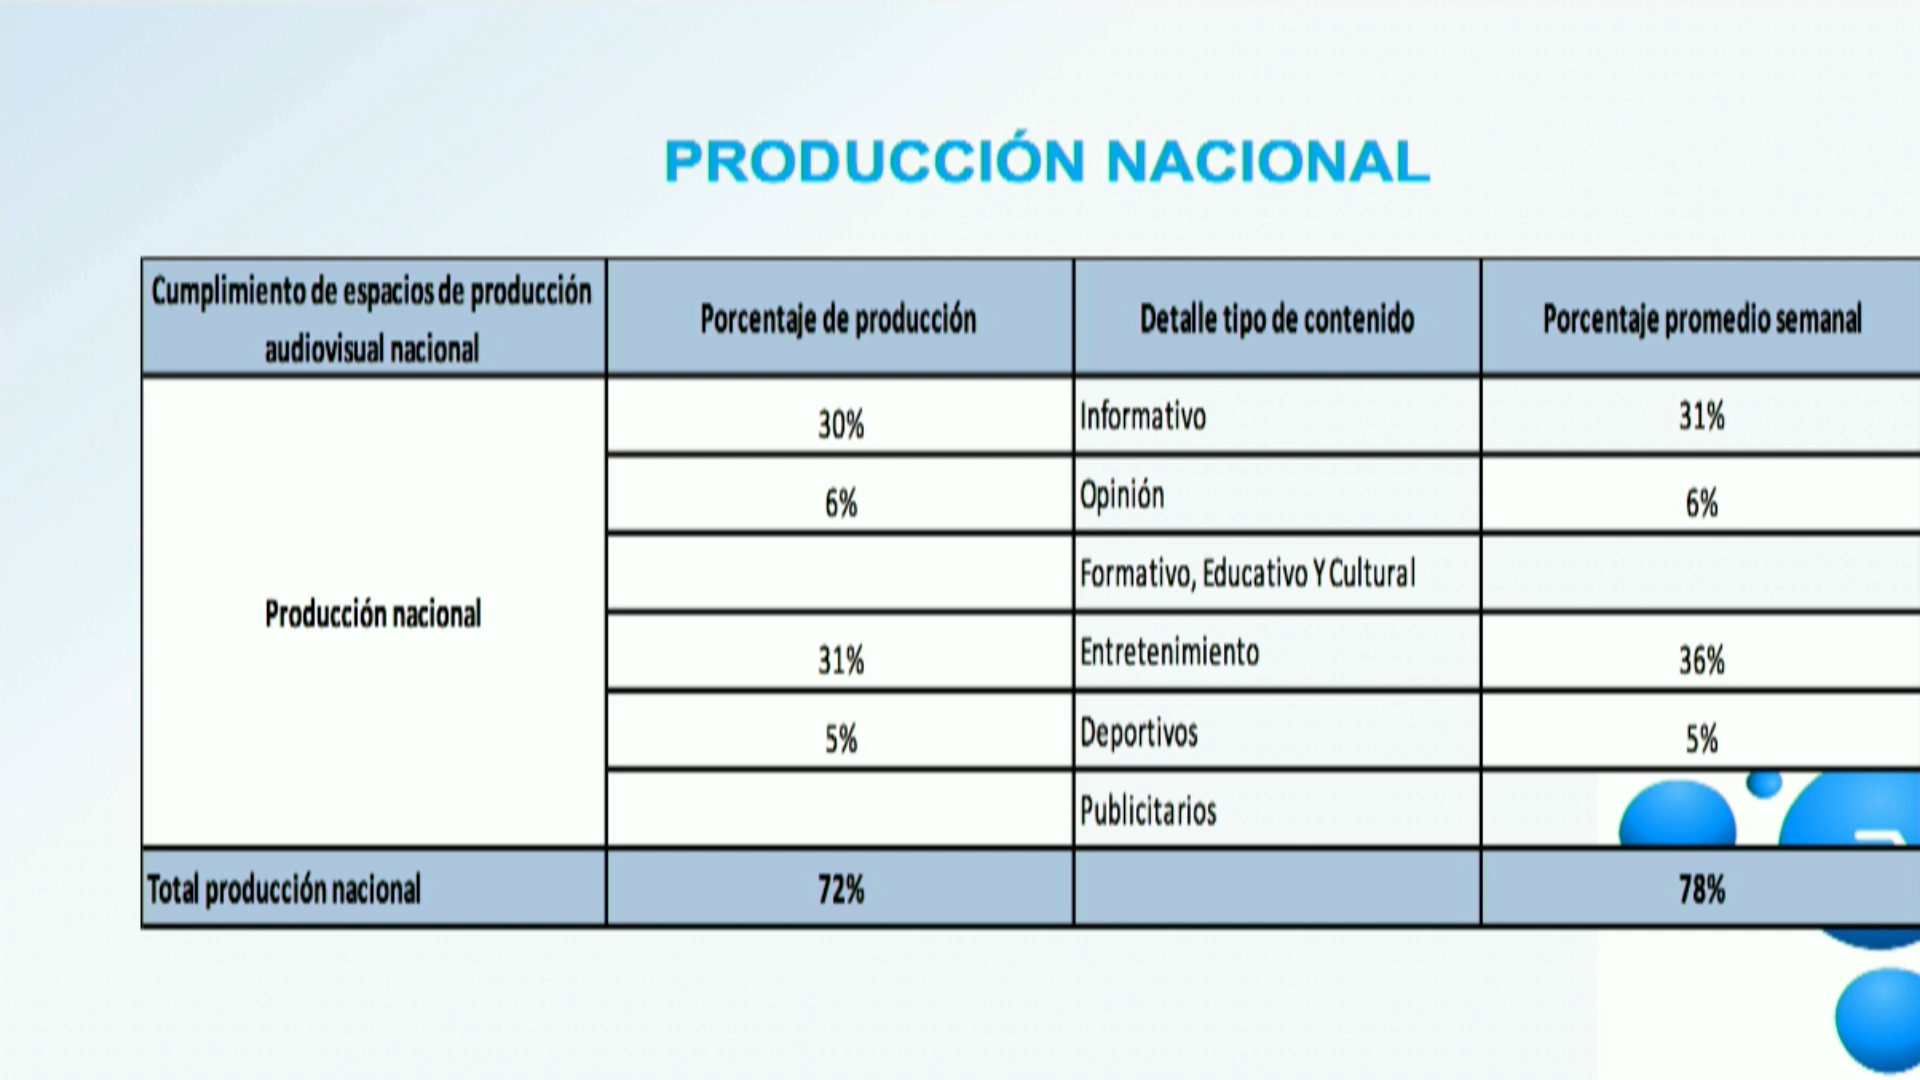 PRODUCCIÓN NACIONAL
Cumplimiento de espacios de producción
audiovisual nacional
Porcentaje de producción
Detalle tipo de contenido
Porcentaje promedio semanal
Producción nacional
30%
Informativo
31%
6%
Opinión
6%
Formativo, Educativo Y Cultural
31%
Entretenimiento
36%
5%
Deportivos
5%
Publicitarios
Total producción nacional
72%
78%